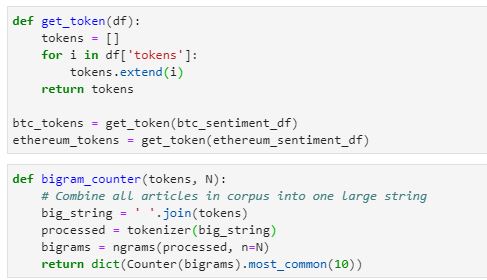 def get_token(df):
    tokens = []
    for i in df['tokens']:
        tokens.extend(i)
    return tokens

btc_tokens = get_token(btc_sentiment_df)
ethereum_tokens = get_token(ethereum_sentiment_df)

def bigram_counter(tokens, N):
    # Combine all articles in corpus into one large string
    big_string = ' '.join(tokens)
    processed = tokenizer(big_string)
    bigrams = ngrams(processed, n=N)
    return dict(Counter(bigrams).most_common(10))